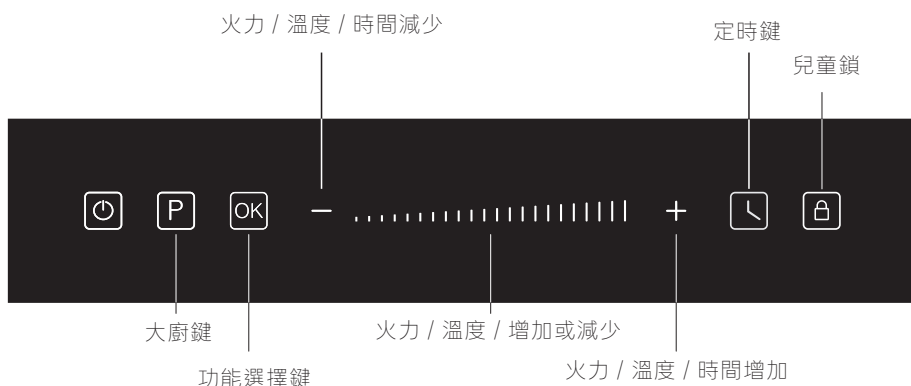 火力 / 溫度 / 時間減少
定時鍵
兒童鎖
P
OK
大廚鍵
火力 / 溫度 / 增加或減少
火力 / 溫度 / 時間增加
功能選擇鍵